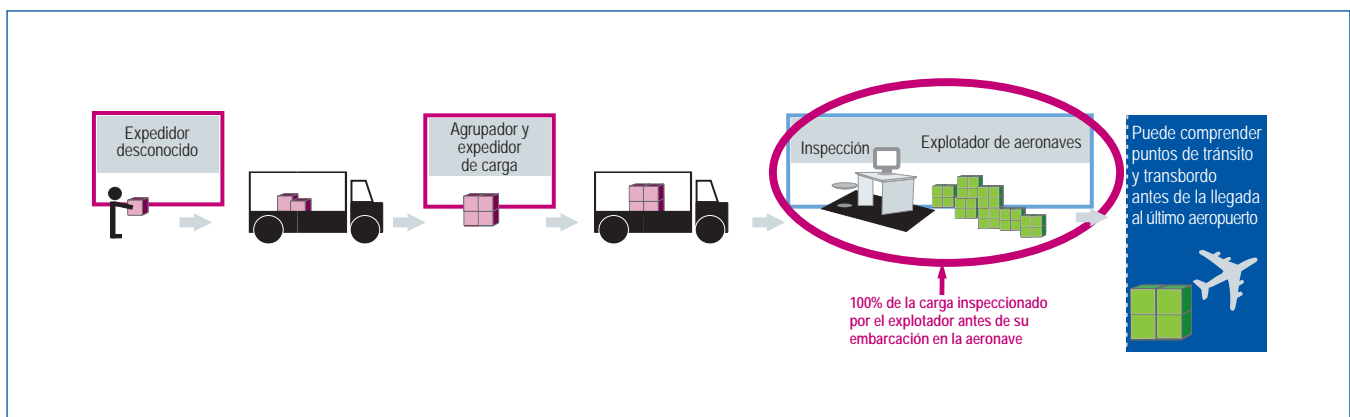 Expedidor
desconocido
Agrupador y
expedidor
de carga
Inspección
Explotador de aeronaves
100% de la carga inspeccionado
por el explotador antes de su
embarcación en la aeronave
Puede comprender
puntos de tránsito
y transbordo
antes de la llegada
al último aeropuerto